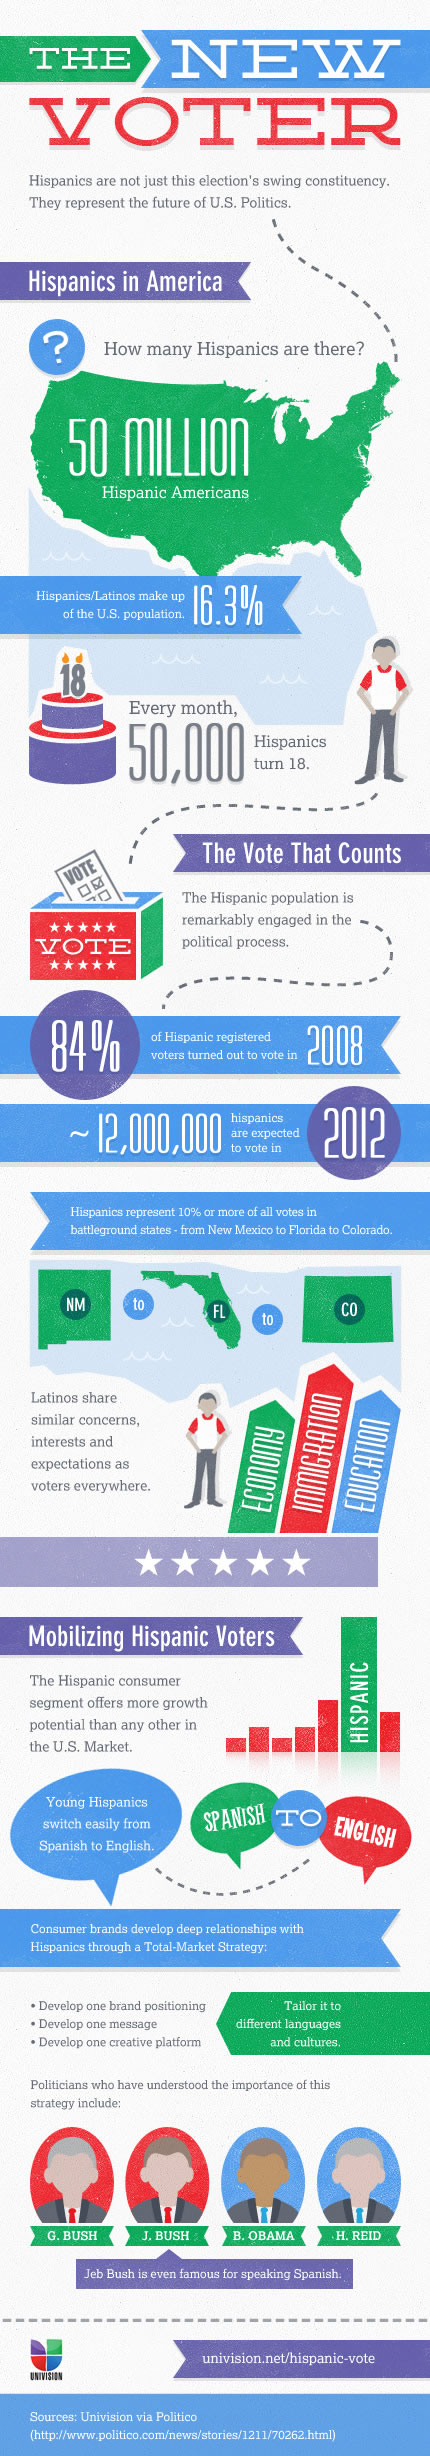 THE NEW
VOTER
Hispanics are not just this election's swing constituency.
They represent the future of U.S. Politics.
Hispanics in America
?
How many Hispanics are there?
50 MILLION
Hispanic Americans
Hispanics/Latinos make up
of the U.S. population.
16.3%
18
Every month,
50,000
Hispanics
turn 18.
The Vote That Counts
VOTE
VOTE
The Hispanic population is
remarkably engaged in the
political process.
84%
of Hispanic registered
voters turned out to vote in
2008
~ 12,000,000
hispanics
are expected
to vote in
2012
Hispanics represent 10% or more of all votes in
battleground states - from New Mexico to Florida to Colorado.
NM
to
FL
to
CO
Latinos share
similar concerns,
interests and
expectations as
voters everywhere.
ECONOMY
IMMIGRATION
EDUCATION
Mobilizing Hispanic Voters
The Hispanic consumer
segment offers more growth
potential than any other in
the U.S. Market.
HISPANIC
Young Hispanics
switch easily from
Spanish to English.
SPANISH
TO
ENGLISH
Consumer brands develop deep relationships with
Hispanics through a Total-Market Strategy:
• Develop one brand positioning
• Develop one message
• Develop one creative platform
Tailor it to
different languages
and cultures.
Politicians who have understood the importance of this
strategy include:
G. BUSH
J. BUSH
B. OBAMA
H. REID
Jeb Bush is even famous for speaking Spanish.
UNIVISION
univision.net/hispanic-vote
Sources: Univision via Politico
(http://www.politico.com/news/stories/1211/70262.html)